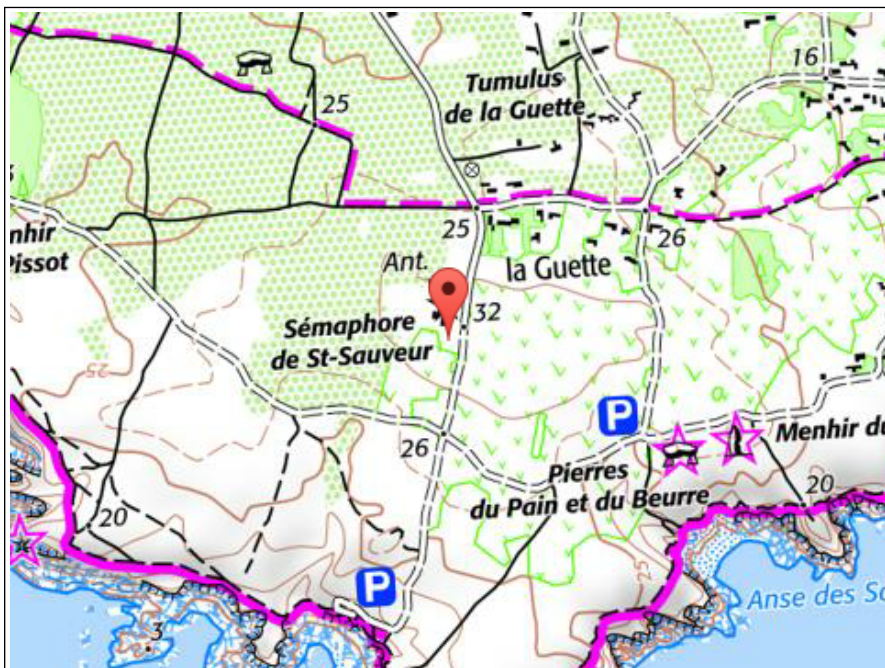 16
Tumulus
de la Guette
25
25
26
Ant.
la Guette
Pissot
32
Sémaphore
de St-Sauveur
25
P
26
Menhir du
Pierres
du Pain et du Beurre
20
20
25
P
Anse des
3